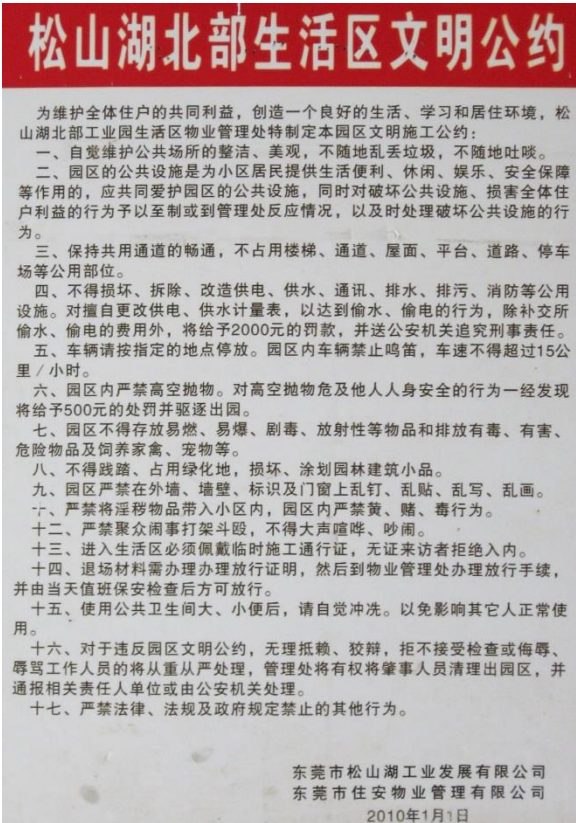 松山湖北部生活区文明公约
为维护全体住户的共同利益，创造一个良好的生活、学习和居住环境，松
山湖北部工业园生活区物业管理处特制定本园区文明施工公约：
一、自觉维护公共场所的整洁、美观，不随地乱丢垃圾，不随地吐啖。
二、园区的公共设施是为小区居民提供生活便利、休闲、娱乐、安全保障
等作用的，应共同爱护园区的公共设施，同时对破坏公共设施、损害全体住
户利益的行为予以至制或到管理处反应情况，以及时处理破坏公共设施的行
为。
三、保持共用通道的畅通，不占用楼梯、通道、屋面、平台、道路、停车
场等公用部位。
四、不得损坏、拆除、改造供电、供水、通讯、排水、排污、消防等公用
设施。对擅自更改供电、供水计量表，以达到偷水、偷电的行为，除补交所
偷水、偷电的费用外，将给予2000元的罚款，并送公安机关追究刑事责任。
五、车辆请按指定的地点停放。园区内车辆禁止鸣笛，车速不得超过15公
里／小时。
六、园区内严禁高空抛物。对高空抛物危及他人人身安全的行为一经发现
将给予500元的处罚并驱逐出园。
七、园区不得存放易燃、易爆、剧毒、放射性等物品和排放有毒、有害、
危险物品及饲养家禽、宠物等。
八、不得践踏、占用绿化地，损坏、涂划园林建筑小品。
九、园区严禁在外墙、墙壁、标识及门窗上乱钉、乱贴、乱写、乱画。
十、严禁将淫秽物品带入小区内，园区内严禁黄、赌、毒行为。
十二、严禁聚众闹事打架斗殴，不得大声喧哗、吵闹。
十三、进入生活区必须佩戴临时施工通行证，无证来访者拒绝入内。
十四、退场材料需办理办理放行证明，然后到物业管理处办理放行手续，
并由当天值班保安检查后方可放行。
十五、使用公共卫生间大、小便后，请自觉冲冼。以免影响其它人正常使
用。
十六、对于违反园区文明公约，无理抵赖、狡辩，拒不接受检查或侮辱、
辱骂工作人员的将从重从严处理，管理处将有权将肇事人员清理出园区，并
通报相关责任人单位或由公安机关处理。
十七、严禁法律、法规及政府规定禁止的其他行为。
东莞市松山湖工业发展有限公司
东莞市住安物业管理有限公司
2010年1月1日